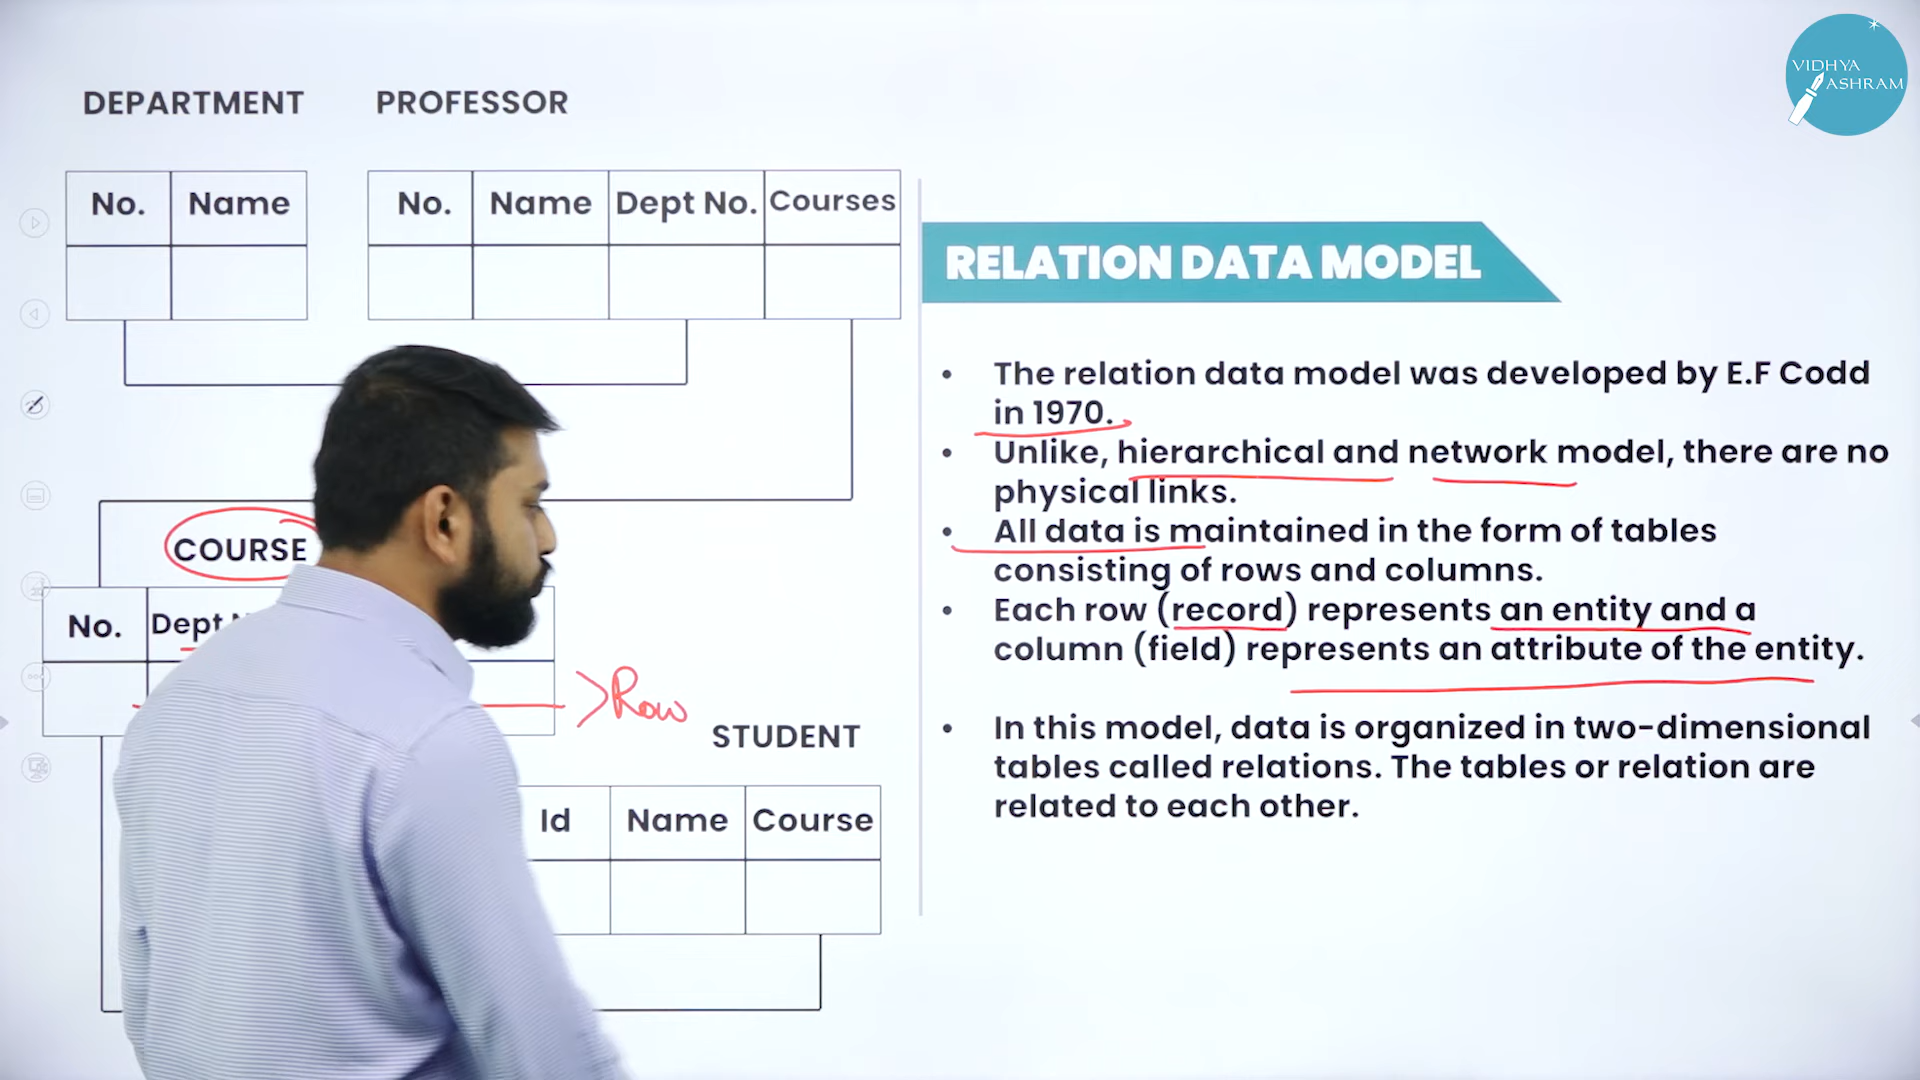 VIDHYA
ASHRAM
DEPARTMENT
PROFESSOR
No. Name
No. Name Dept No. Courses
COURSE
No. Dept
Row
STUDENT
Id Name Course
RELATION DATA MODEL
• The relation data model was developed by E.F Codd
in 1970.
• Unlike, hierarchical and network model, there are no
physical links.
• All data is maintained in the form of tables
consisting of rows and columns.
• Each row (record) represents an entity and a
column (field) represents an attribute of the entity.
• In this model, data is organized in two-dimensional
tables called relations. The tables or relation are
related to each other.